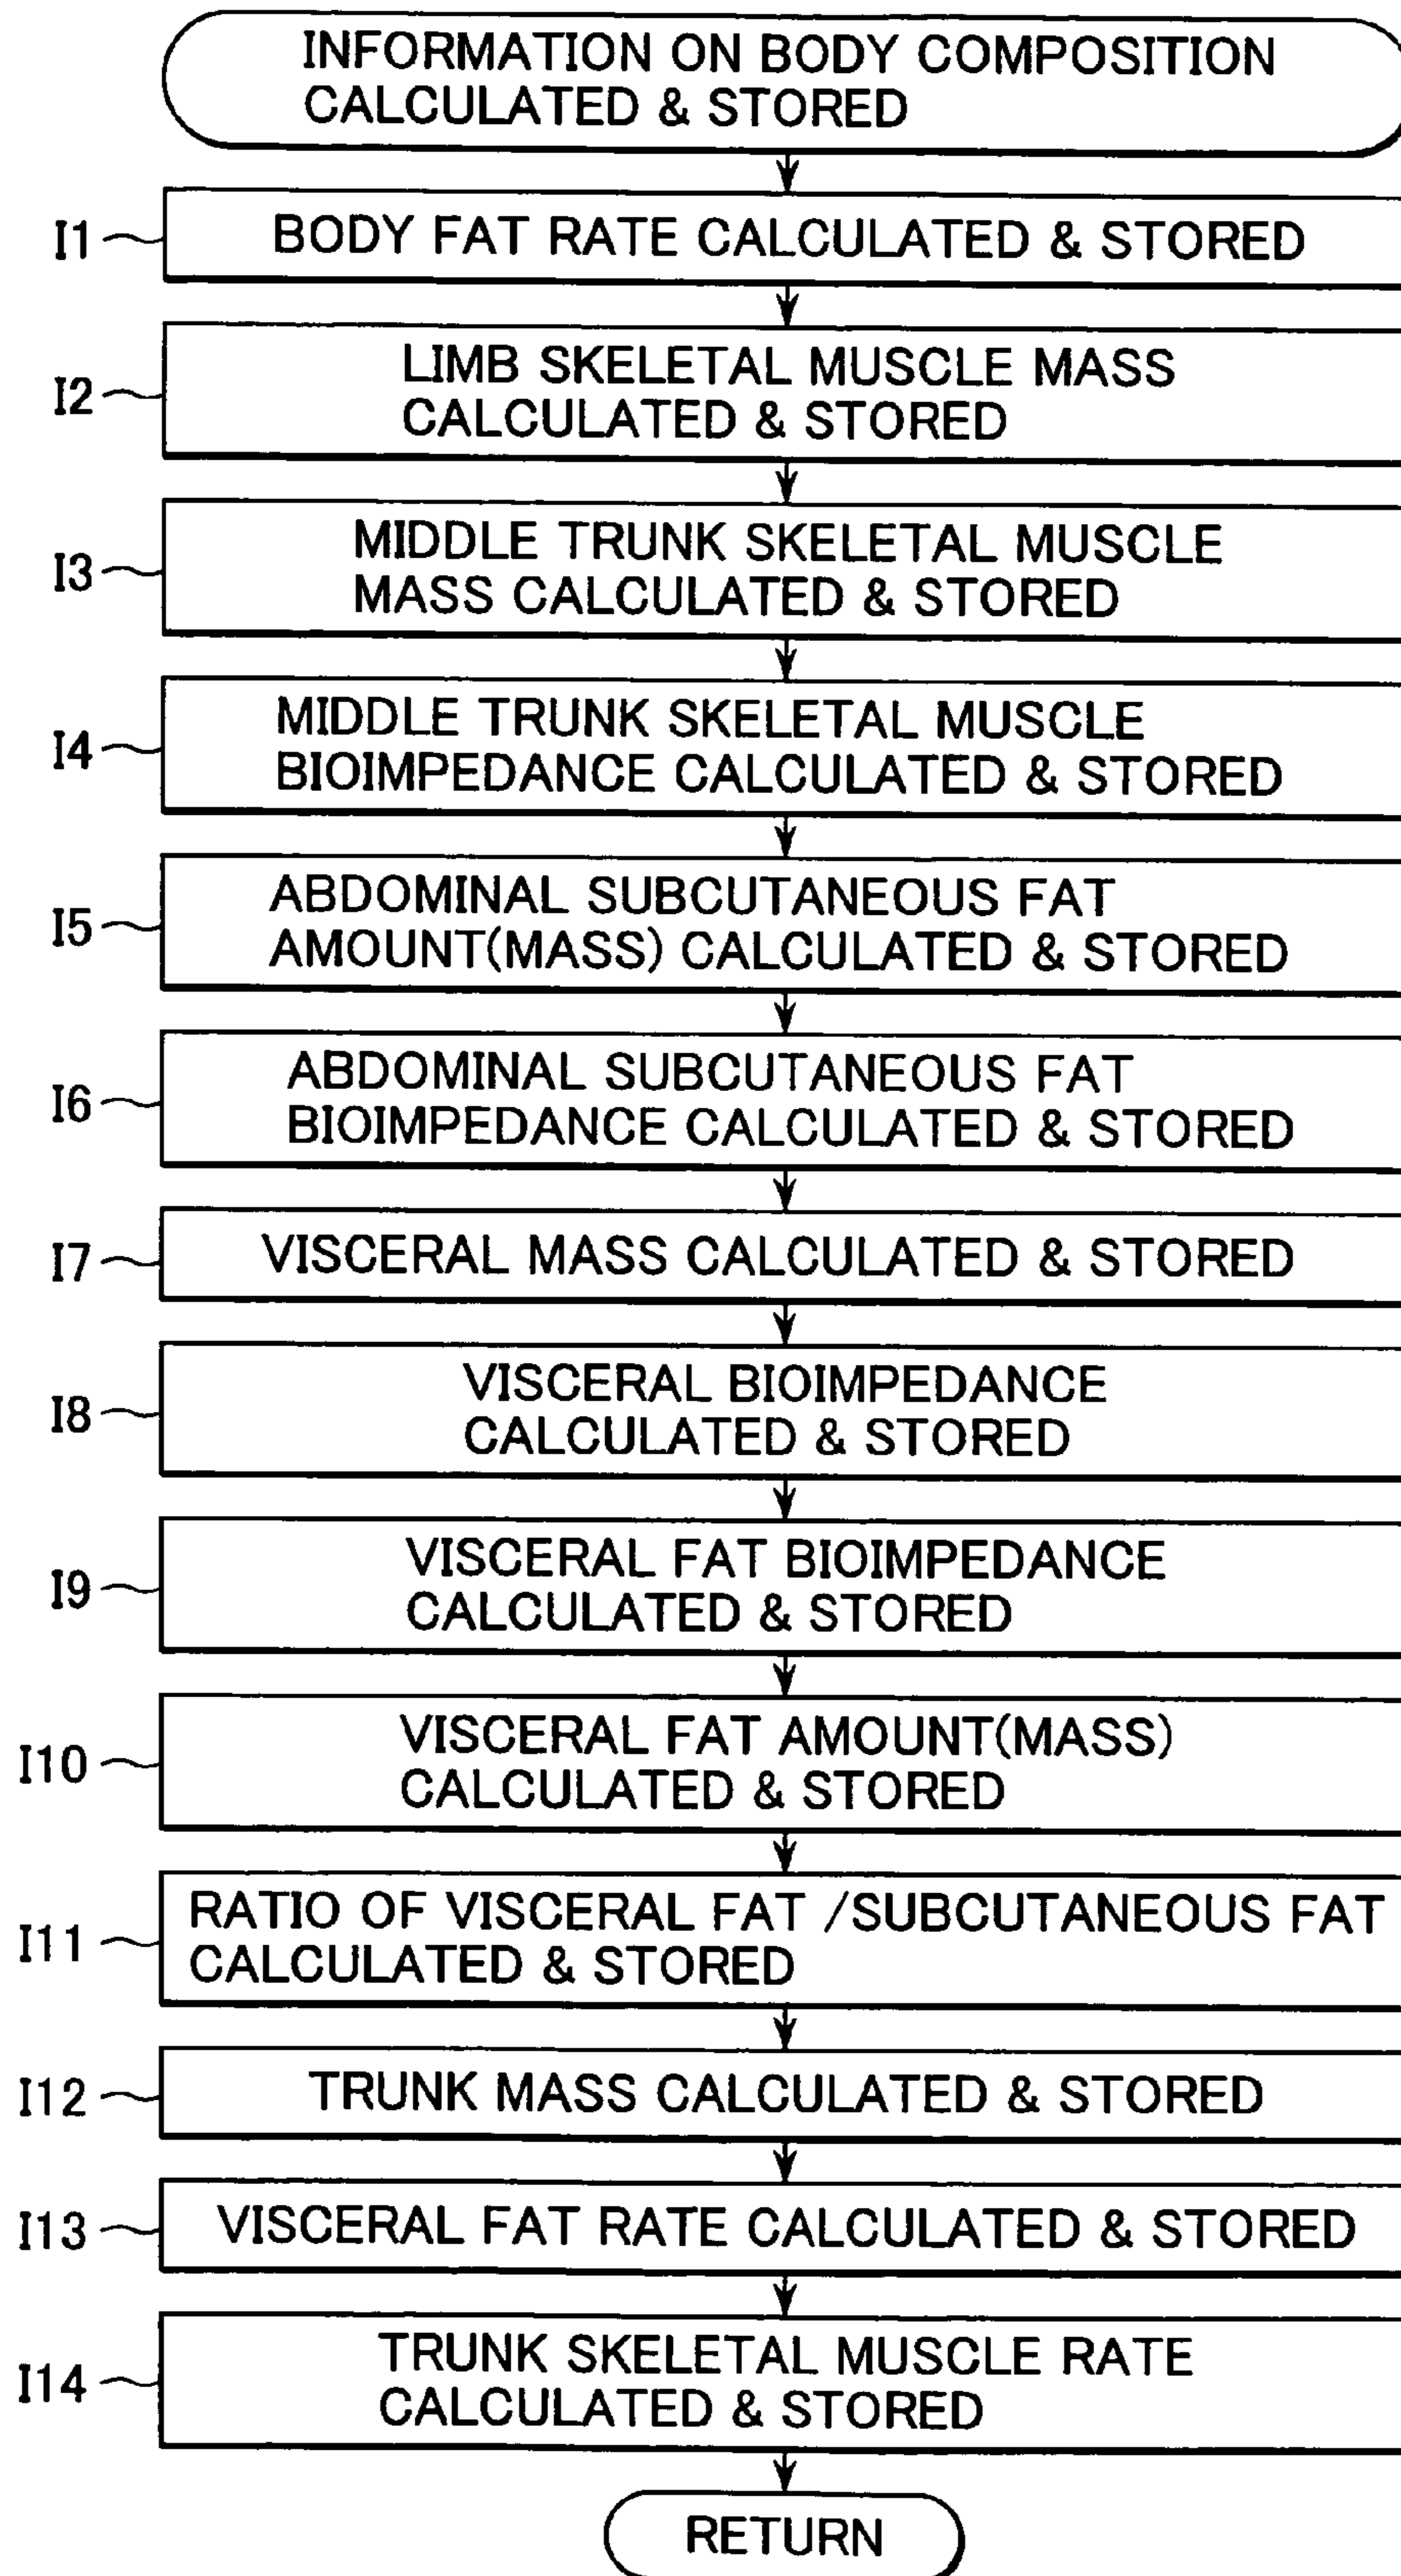 INFORMATION ON BODY COMPOSITION
CALCULATED & STORED
I1
BODY FAT RATE CALCULATED & STORED
I2
LIMB SKELETAL MUSCLE MASS
CALCULATED & STORED
I3
MIDDLE TRUNK SKELETAL MUSCLE
MASS CALCULATED & STORED
I4
MIDDLE TRUNK SKELETAL MUSCLE
BIOIMPEDANCE CALCULATED & STORED
I5
ABDOMINAL SUBCUTANEOUS FAT
AMOUNT(MASS) CALCULATED & STORED
I6
ABDOMINAL SUBCUTANEOUS FAT
BIOIMPEDANCE CALCULATED & STORED
I7
VISCERAL MASS CALCULATED & STORED
I8
VISCERAL BIOIMPEDANCE
CALCULATED & STORED
I9
VISCERAL FAT BIOIMPEDANCE
CALCULATED & STORED
I10
VISCERAL FAT AMOUNT(MASS)
CALCULATED & STORED
I11
RATIO OF VISCERAL FAT /SUBCUTANEOUS FAT
CALCULATED & STORED
I12
TRUNK MASS CALCULATED & STORED
I13
VISCERAL FAT RATE CALCULATED & STORED
I14
TRUNK SKELETAL MUSCLE RATE
CALCULATED & STORED
RETURN